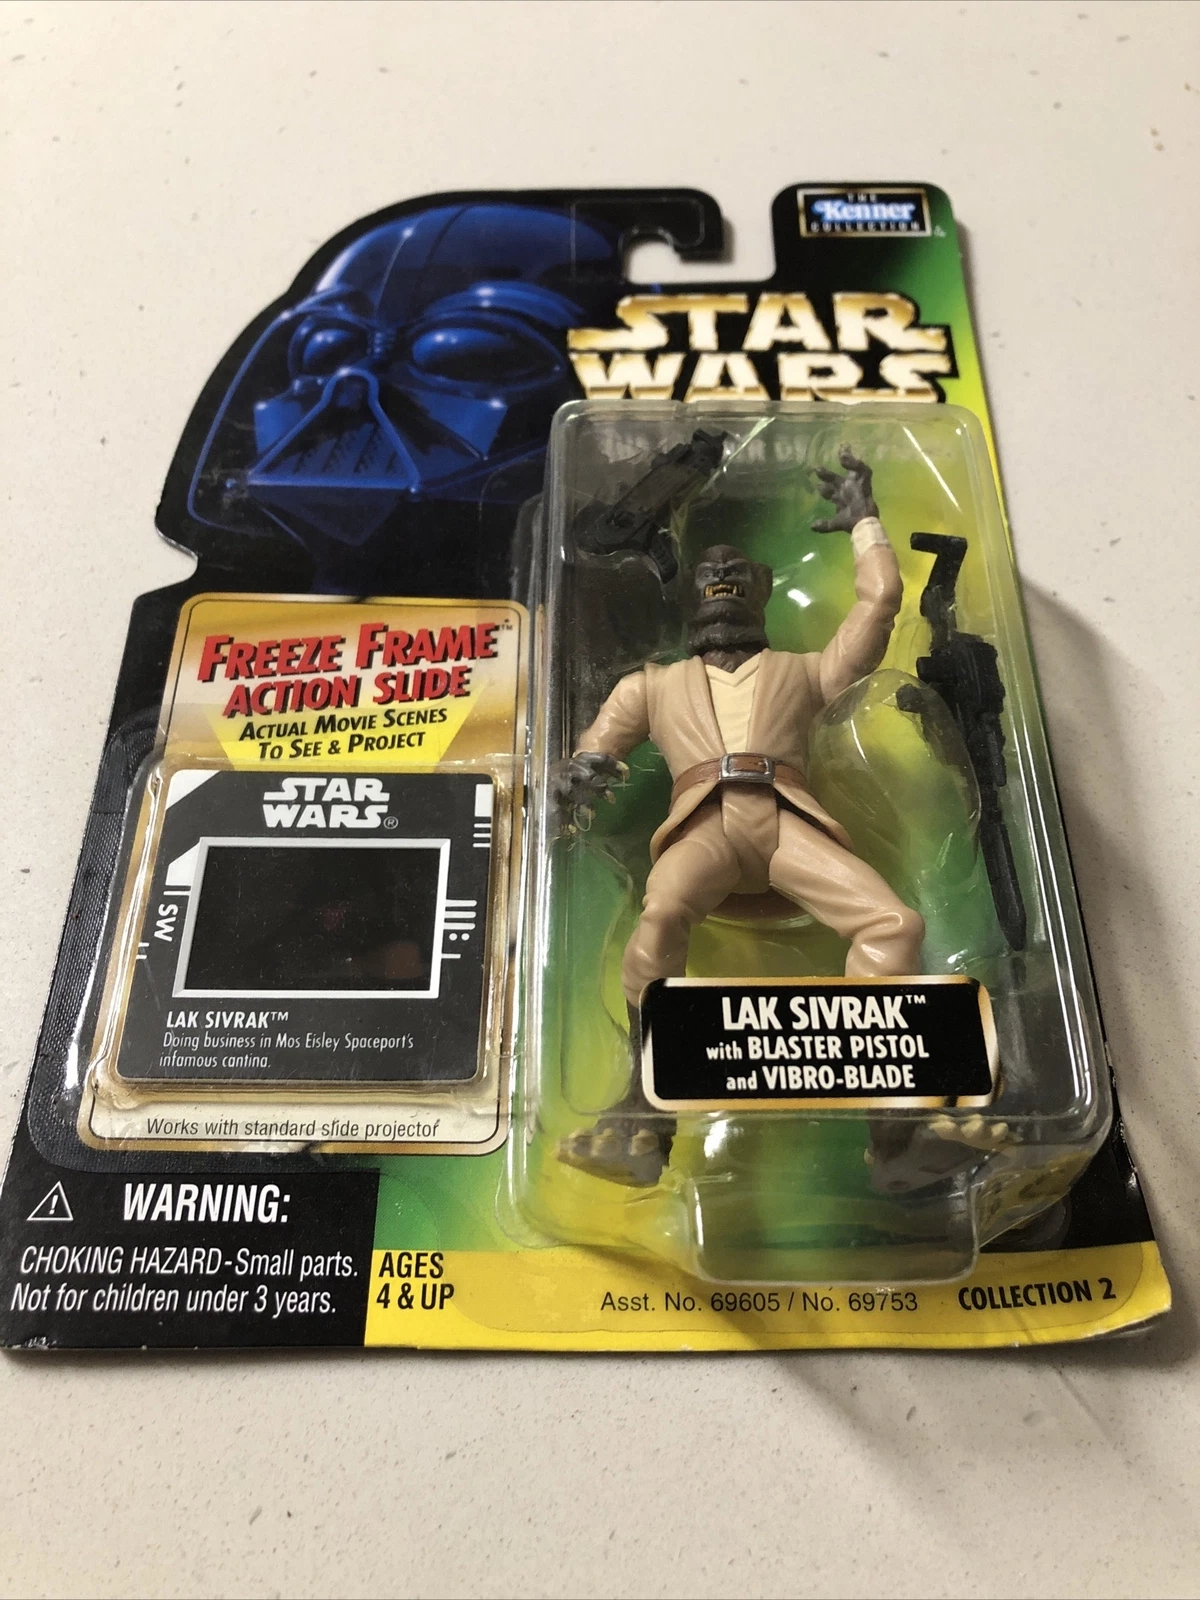 THE
Kenner
COLLECTION
STAR
WARS
FREEZE FRAME™
ACTION SLIDE
ACTUAL MOVIE SCENES
TO SEE & PROJECT
STAR
WARS®
SW
LAK SIVRAK™
Doing business in Mos Eisley Spaceport's
infamous cantina.
Works with standard slide projector
LAK SIVRAK™
with BLASTER PISTOL
and VIBRO-BLADE
WARNING:
CHOKING HAZARD-Small parts.
Not for children under 3 years.
AGES
4 & UP
Asst. No. 69605 / No. 69753
COLLECTION 2